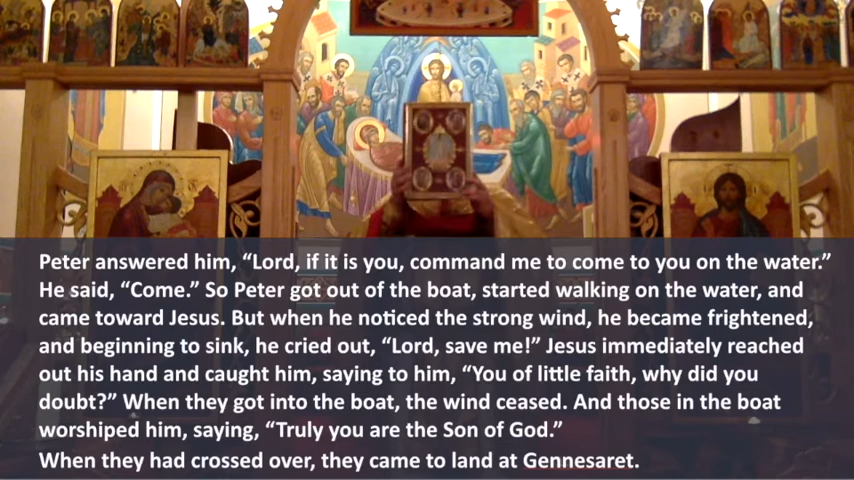 Peter answered him, “Lord, if it is you, command me to come to you on the water.”
He said, “Come.” So Peter got out of the boat, started walking on the water, and
came toward Jesus. But when he noticed the strong wind, he became frightened,
and beginning to sink, he cried out, “Lord, save me!” Jesus immediately reached
out his hand and caught him, saying to him, “You of little faith, why did you
doubt?” When they got into the boat, the wind ceased. And those in the boat
worshiped him, saying, “Truly you are the Son of God.”
When they had crossed over, they came to land at Gennesaret.